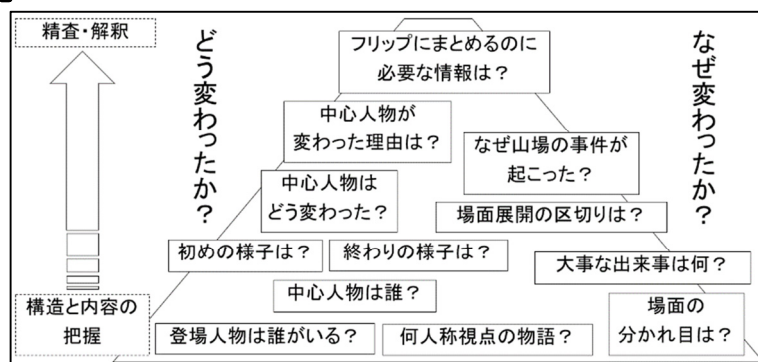 精査・解釈
構造と内容の
把握
どう変わったか?
なぜ変わったか?
フリップにまとめるのに
必要な情報は?
中心人物が
変わった理由は?
なぜ山場の事件が
起こった?
中心人物は
どう変わった?
場面展開の区切りは?
初めの様子は?
終わりの様子は?
大事な出来事は何?
中心人物は誰?
場面の
分かれ目は?
登場人物は誰がいる?
何人称視点の物語?